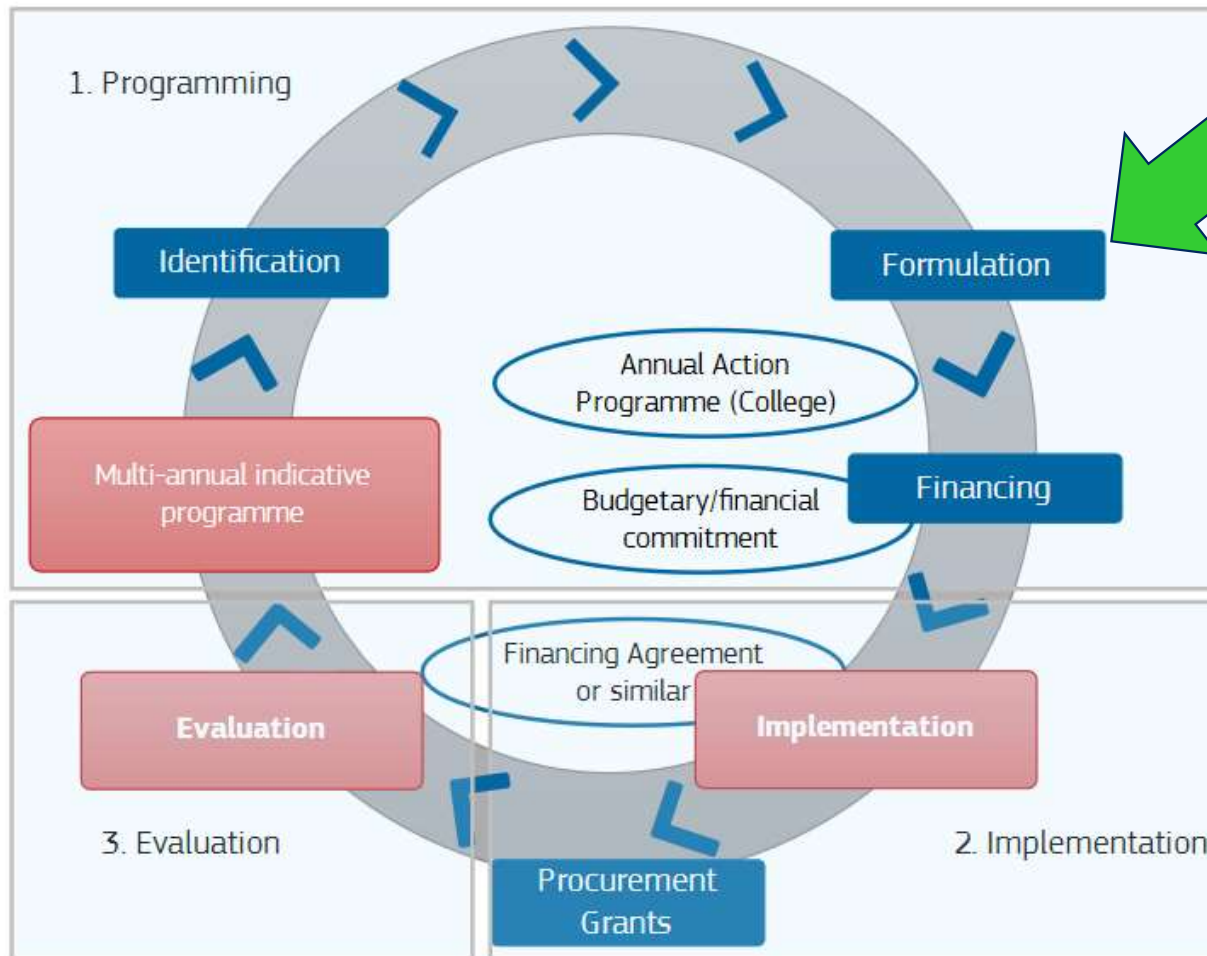 1. Programming
Identification
Formulation
Annual Action
Programme (College)
Multi-annual indicative
programme
Budgetary/financial
commitment
Financing
Financing Agreement
or similar
Evaluation
Implementation
3. Evaluation
2. Implementation
Procurement
Grants